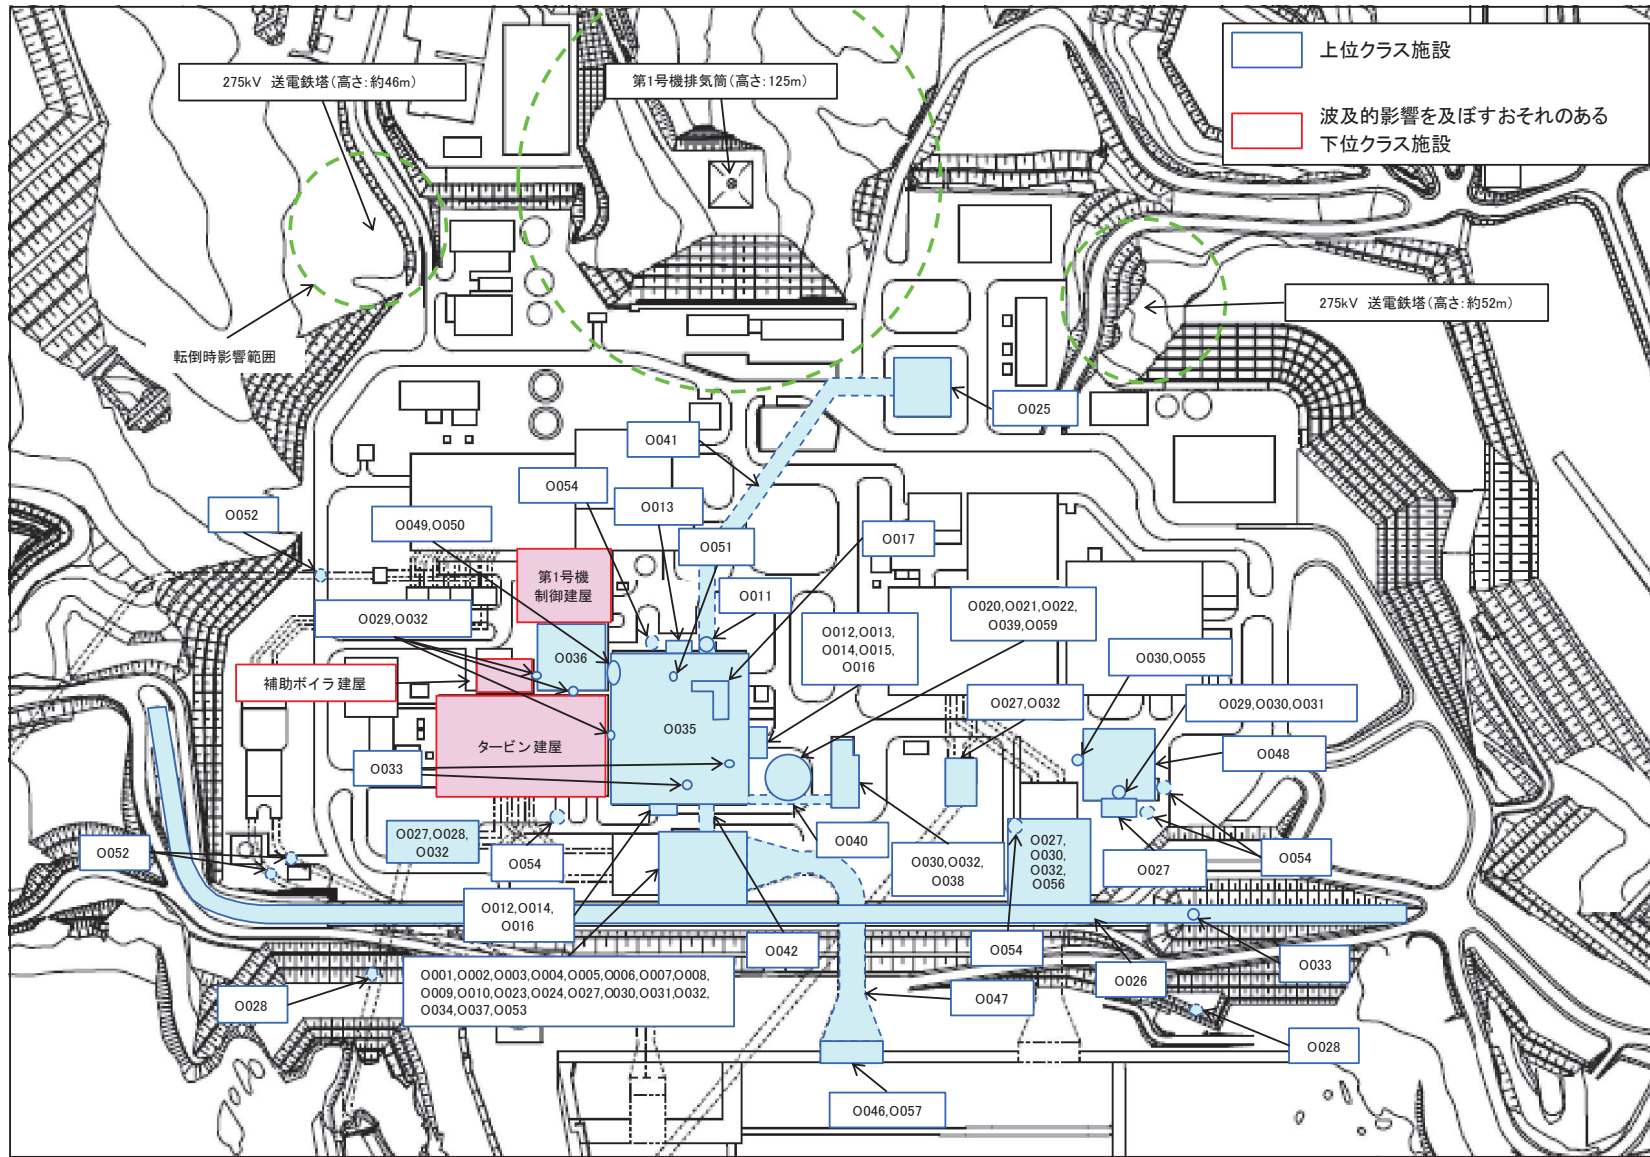 275kV 送電鉄塔(高さ:約46m)
第1号機排気筒(高さ:125m)
上位クラス施設
波及的影響を及ぼすおそれのある
下位クラス施設
275kV 送電鉄塔(高さ:約52m)
転倒時影響範囲
O025
O041
O054
O013
O052
O049,O050
O051
O017
第1号機
制御建屋
O011
O029,O032
O020,O021,O022,
O039,O059
O012,O013,
O014,O015,
O016
O036
O030,O055
補助ボイラ建屋
O027,O032
O029,O030,O031
O035
タービン建屋
O048
O033
O027,O028,
O032
O052
O054
O040
O030,O032,
O038
O027,
O030,
O032,
O056
O027
O054
O012,O014,
O016
O042
O054
O033
O028
O001,O002,O003,O004,O005,O006,O007,O008,
O009,O010,O023,O024,O027,O030,O031,O032,
O034,O037,O053
O047
O026
O028
O046,O057